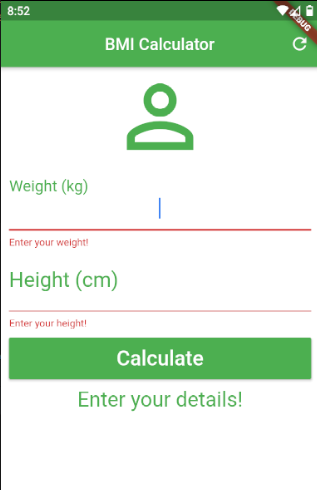 8:52
DEBUG
BMI Calculator
Weight (kg)
Enter your weight!
Height (cm)
Enter your height!
Calculate
Enter your details!